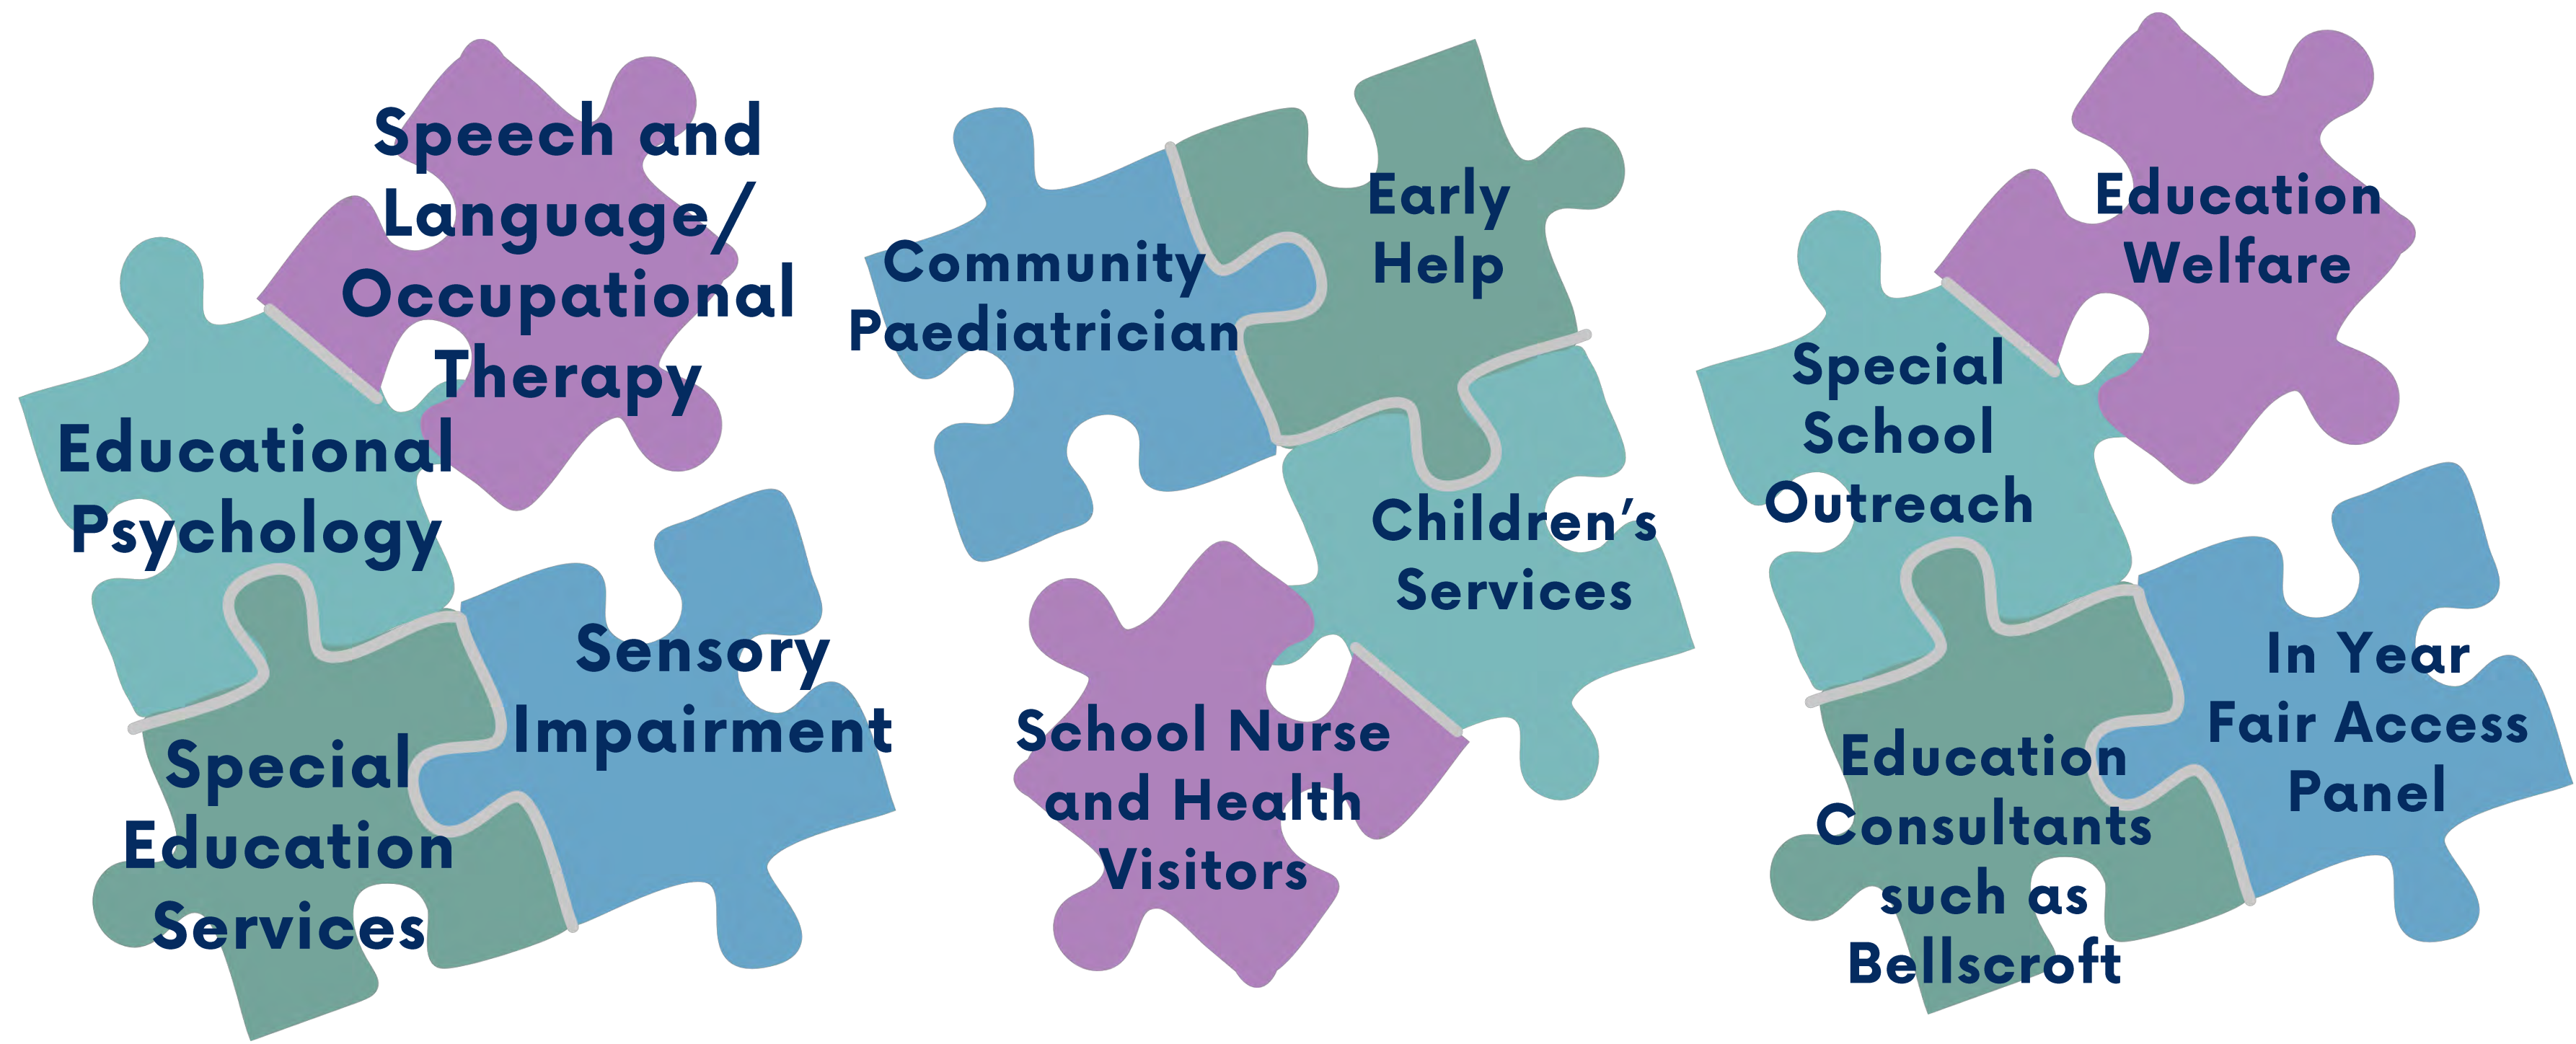 Speech and
Language/
Occupational
Therapy
Educational
Psychology
Sensory
Impairment
Special
Education
Services
Community
Paediatrician
Early
Help
Children’s
Services
School Nurse
and Health
Visitors
Education
Welfare
Special
School
Outreach
In Year
Fair Access
Panel
Education
Consultants
such as
Bellscroft